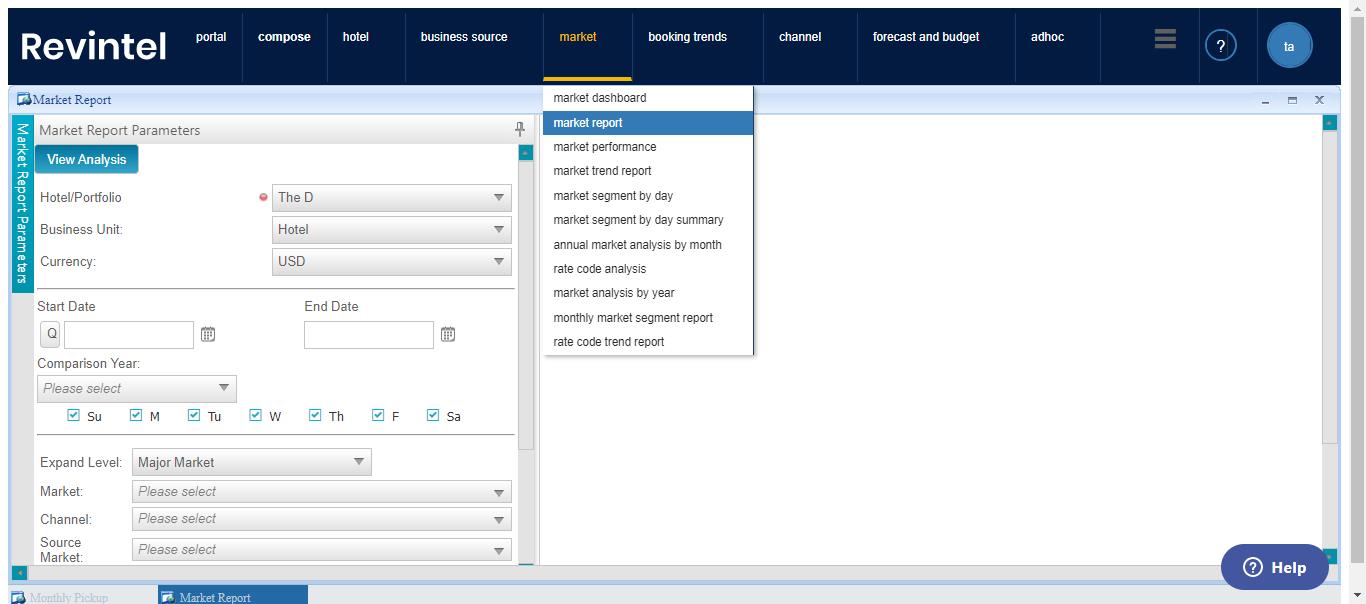 Revintel
portal
compose
hotel
business source
market
booking trends
channel
forecast and budget
adhoc
?
ta
Market Report
market dashboard
market report
market performance
market trend report
market segment by day
market segment by day summary
annual market analysis by month
rate code analysis
market analysis by year
monthly market segment report
rate code trend report
Market Report Parameters
Market Report Parameters
View Analysis
Hotel/Portfolio
The D
Business Unit:
Hotel
Currency:
USD
Start Date
End Date
Q
Comparison Year:
Please select
Su M Tu W Th F Sa
Expand Level:
Major Market
Market:
Please select
Channel:
Please select
Source
Market:
Please select
? Help
Monthly Pickup
Market Report